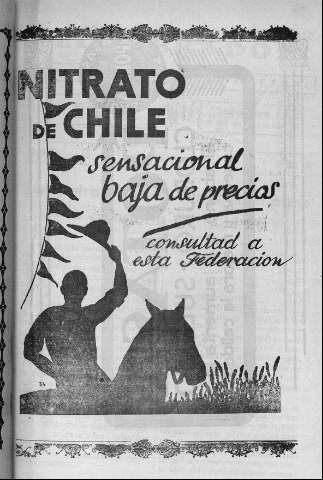 NITRATO
DE CHILE
sensacional
baja de precios
consultad a
esta Federacion